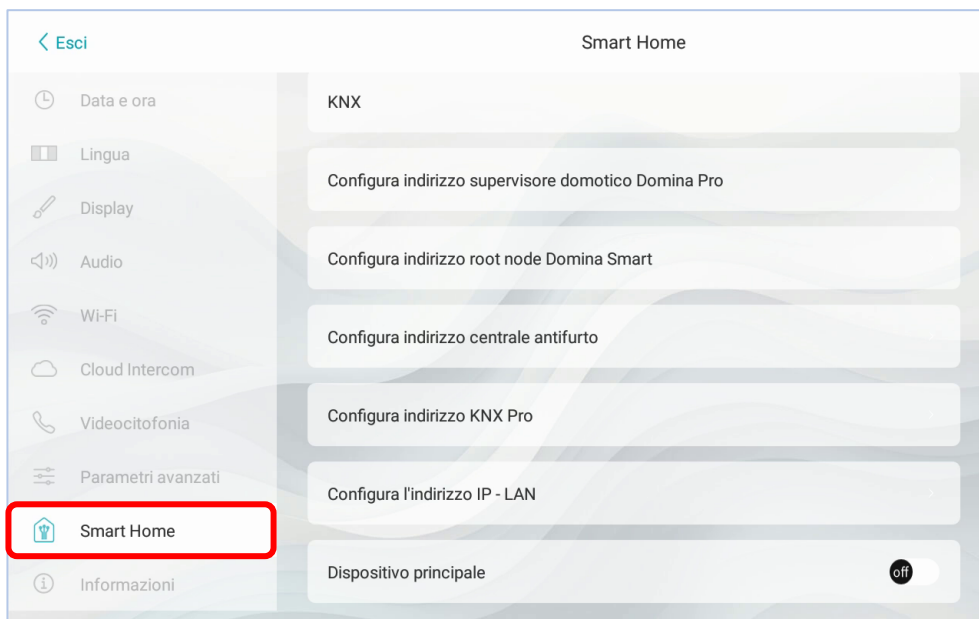 Esci
Smart Home
Data e ora
Lingua
Display
Audio
Wi-Fi
Cloud Intercom
Videocitofonia
Parametri avanzati
Smart Home
Informazioni
KNX
Configura indirizzo supervisore domotico Domina Pro
Configura indirizzo root node Domina Smart
Configura indirizzo centrale antifurto
Configura indirizzo KNX Pro
Configura l'indirizzo IP - LAN
Dispositivo principale
off